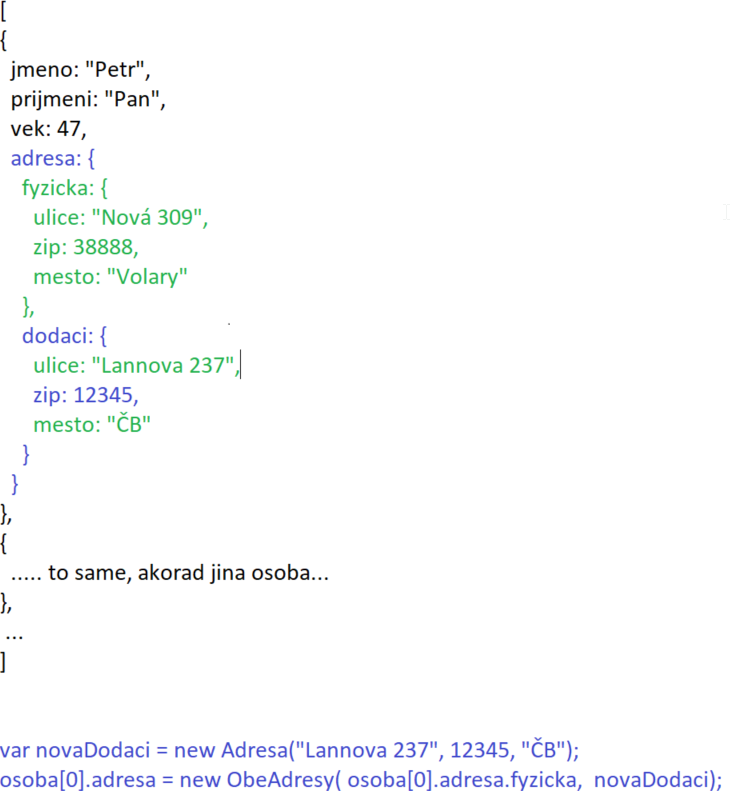 [
{
jmeno: "Petr",
prijmeni: "Pan",
vek: 47,
adresa: {
fyzicka: {
ulice: "Nová 309",
zip: 38888,
mesto: "Volary"
},
dodaci: {
ulice: "Lannova 237",
zip: 12345,
mesto: "ČB"
}
}
},
{
..... to same, akorad jina osoba...
},
...
]
var novaDodaci = new Adresa("Lannova 237", 12345, "ČB");
osoba[0].adresa = new ObeAdresy( osoba[0].adresa.fyzicka, novaDodaci);